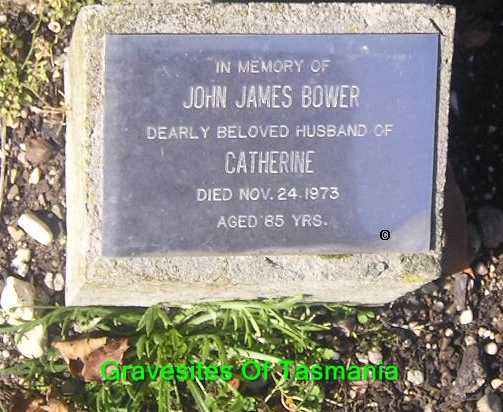 IN MEMORY OF
JOHN JAMES BOWER
DEARLY BELOVED HUSBAND OF
CATHERINE
DIED NOV. 24. 1973
AGED 85 YRS.
©
Gravesites Of Tasmania